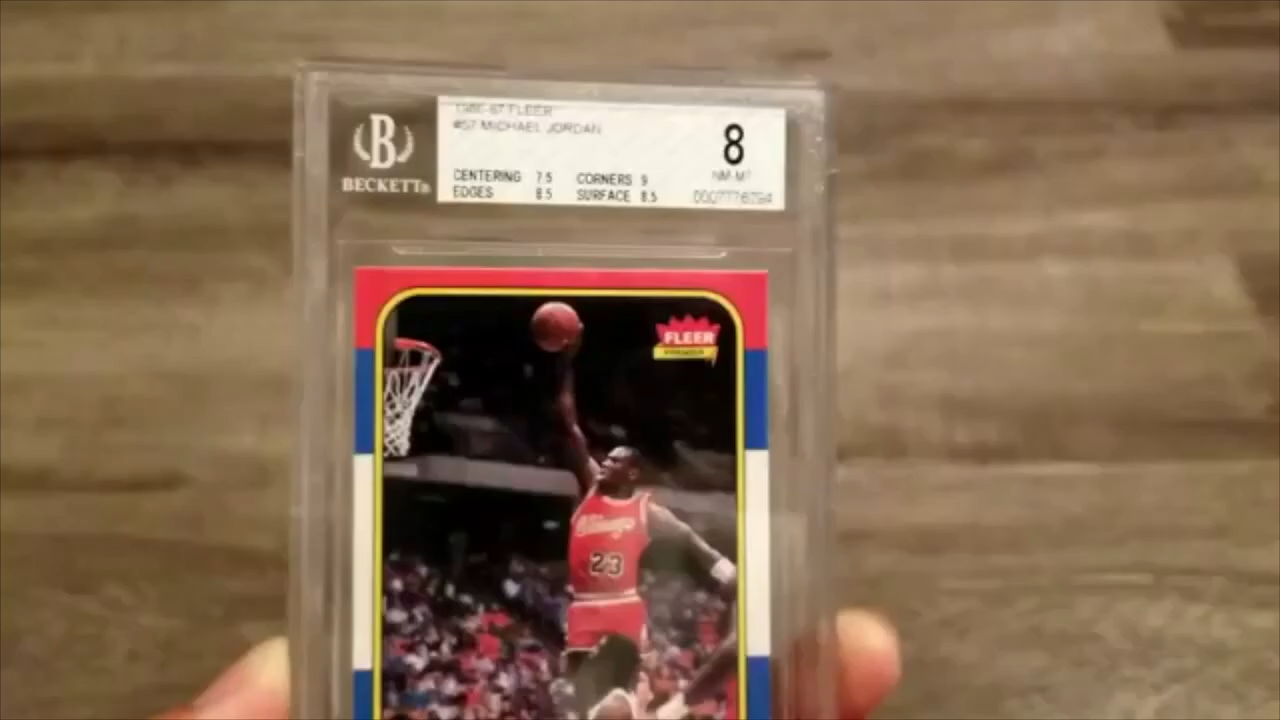 1986-87 FLEER
#57 MICHAEL JORDAN
CENTERING 7.5 CORNERS 9
EDGES 8.5 SURFACE 8.5
8
NM-MT
B
BECKETT®
FLEER
PREMIER
Chicago
23